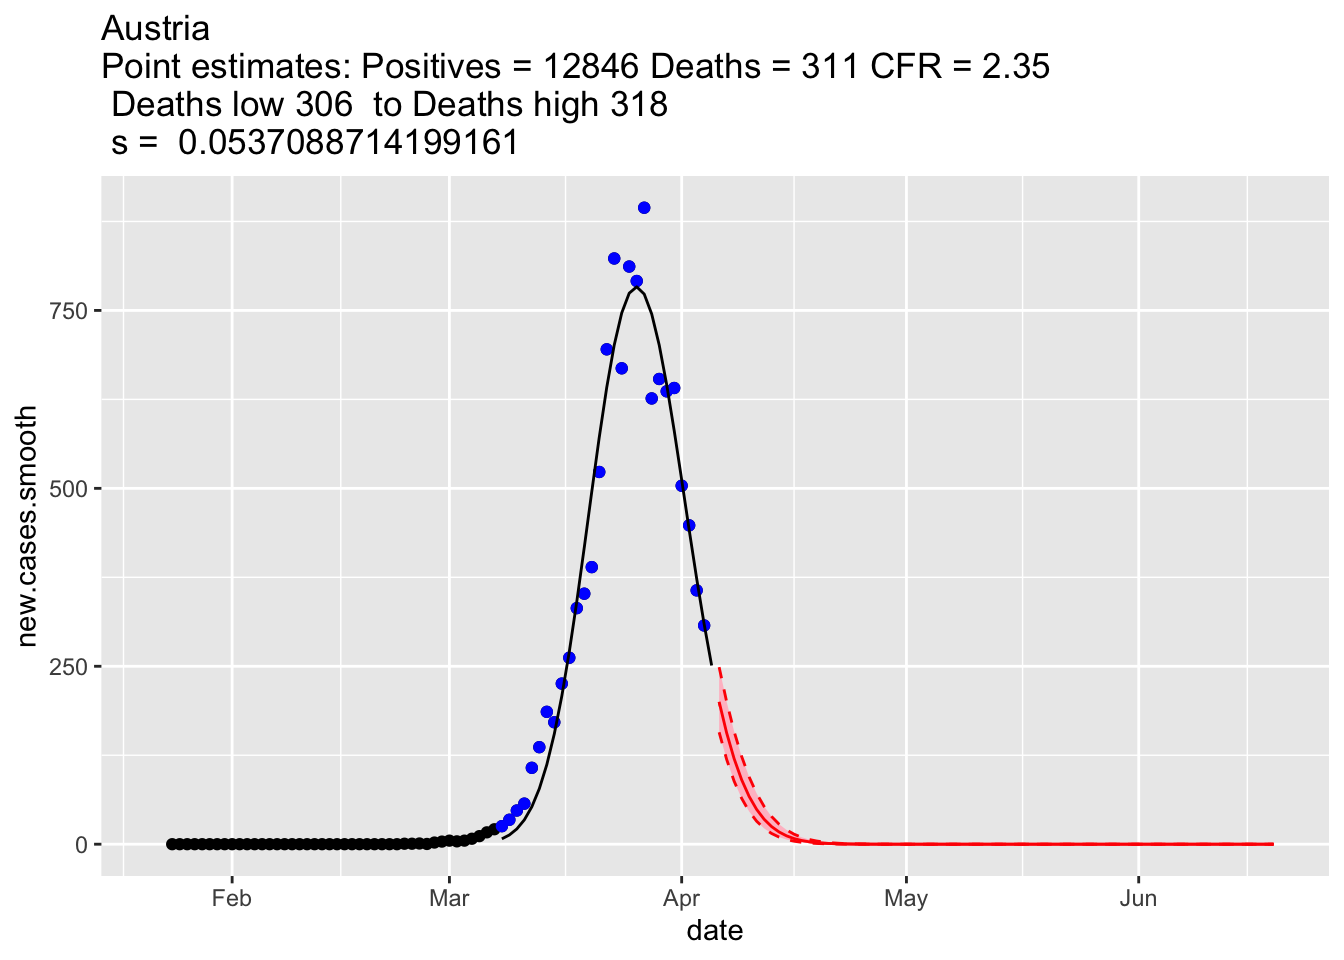 Austria
Point estimates: Positives = 12846 Deaths = 311 CFR = 2.35
Deaths low 306  to Deaths high 318
s =  0.0537088714199161
750
500
250
0
new.cases.smooth
Feb Mar Apr May Jun
date